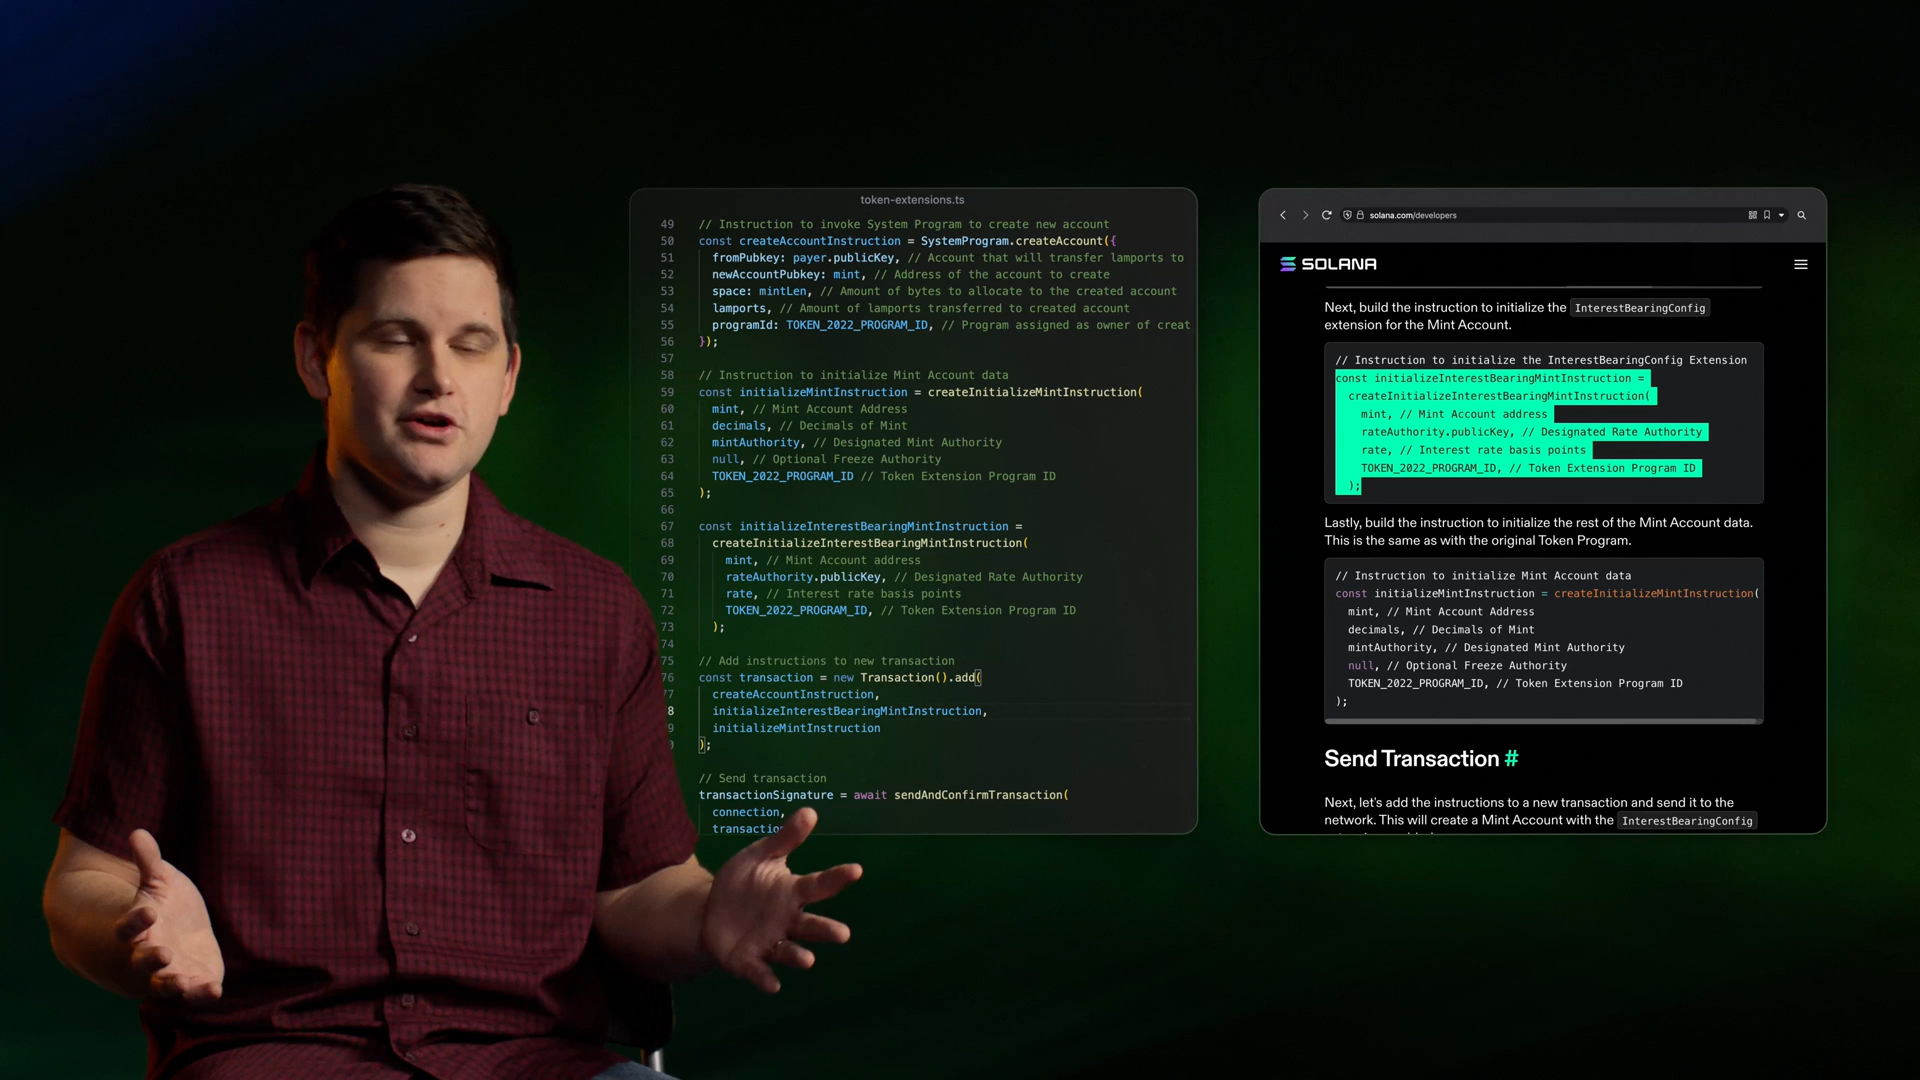 token-extensions.ts
49 // Instruction to invoke System Program to create new account
50 const createAccountInstruction = SystemProgram.createAccount({
51 fromPubkey: payer.publicKey, // Account that will transfer lamports to
52 newAccountPubkey: mint, // Address of the account to create
53 space: mintLen, // Amount of bytes to allocate to the created account
54 lamports, // Amount of lamports transferred to created account
55 programId: TOKEN_2022_PROGRAM_ID, // Program assigned as owner of creat
56 });
57
58 // Instruction to initialize Mint Account data
59 const initializeMintInstruction = createInitializeMintInstruction(
60 mint, // Mint Account Address
61 decimals, // Decimals of Mint
62 mintAuthority, // Designated Mint Authority
63 null, // Optional Freeze Authority
64 TOKEN_2022_PROGRAM_ID // Token Extension Program ID
65 );
66
67 const initializeInterestBearingMintInstruction =
68 createInitializeInterestBearingMintInstruction(
69 mint, // Mint Account address
70 rateAuthority.publicKey, // Designated Rate Authority
71 rate, // Interest rate basis points
72 TOKEN_2022_PROGRAM_ID, // Token Extension Program ID
73 );
74
75 // Add instructions to new transaction
76 const transaction = new Transaction().add(
7 createAccountInstruction,
8 initializeInterestBearingMintInstruction,
9 initializeMintInstruction
);
// Send transaction
transactionSignature = await sendAndConfirmTransaction(
connection,
transactio
solana.com/developers
SOLANA
Next, build the instruction to initialize the InterestBearingConfig
extension for the Mint Account.
// Instruction to initialize the InterestBearingConfig Extension
const initializeInterestBearingMintInstruction =
createInitializeInterestBearingMintInstruction(
mint, // Mint Account address
rateAuthority.publicKey, // Designated Rate Authority
rate, // Interest rate basis points
TOKEN_2022_PROGRAM_ID, // Token Extension Program ID
);
Lastly, build the instruction to initialize the rest of the Mint Account data.
This is the same as with the original Token Program.
// Instruction to initialize Mint Account data
const initializeMintInstruction = createInitializeMintInstruction(
mint, // Mint Account Address
decimals, // Decimals of Mint
mintAuthority, // Designated Mint Authority
null, // Optional Freeze Authority
TOKEN_2022_PROGRAM_ID, // Token Extension Program ID
);
Send Transaction #
Next, let's add the instructions to a new transaction and send it to the
network. This will create a Mint Account with the InterestBearingConfig